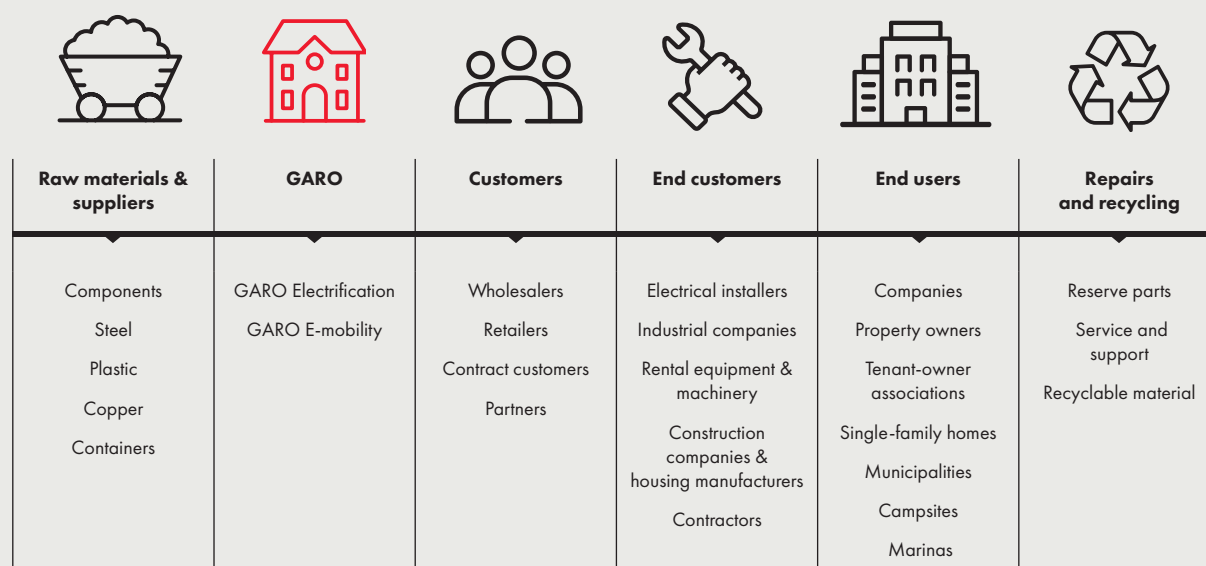 Raw materials &
suppliers
GARO
Customers
End customers
End users
Repairs
and recycling
Components
Steel
Plastic
Copper
Containers
GARO Electrification
GARO E-mobility
Wholesalers
Retailers
Contract customers
Partners
Electrical installers
Industrial companies
Rental equipment &
machinery
Construction
companies &
housing manufacturers
Contractors
Companies
Property owners
Tenant-owner
associations
Single-family homes
Municipalities
Campsites
Marinas
Reserve parts
Service and
support
Recyclable material